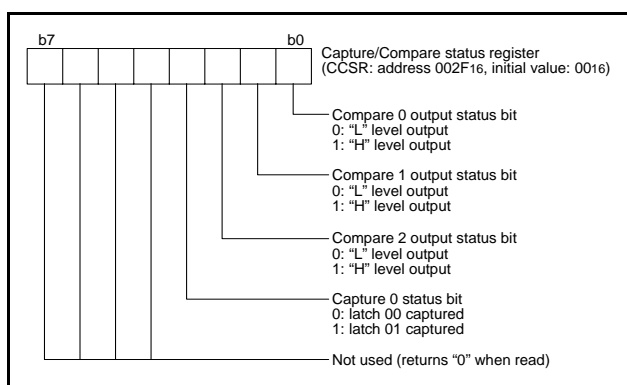 b7 b0
Capture/Compare status register
(CCSR: address 002F16, initial value: 0016)
Compare 0 output status bit
0: “L” level output
1: “H” level output
Compare 1 output status bit
0: “L” level output
1: “H” level output
Compare 2 output status bit
0: “L” level output
1: “H” level output
Capture 0 status bit
0: latch 00 captured
1: latch 01 captured
Not used (returns “0” when read)